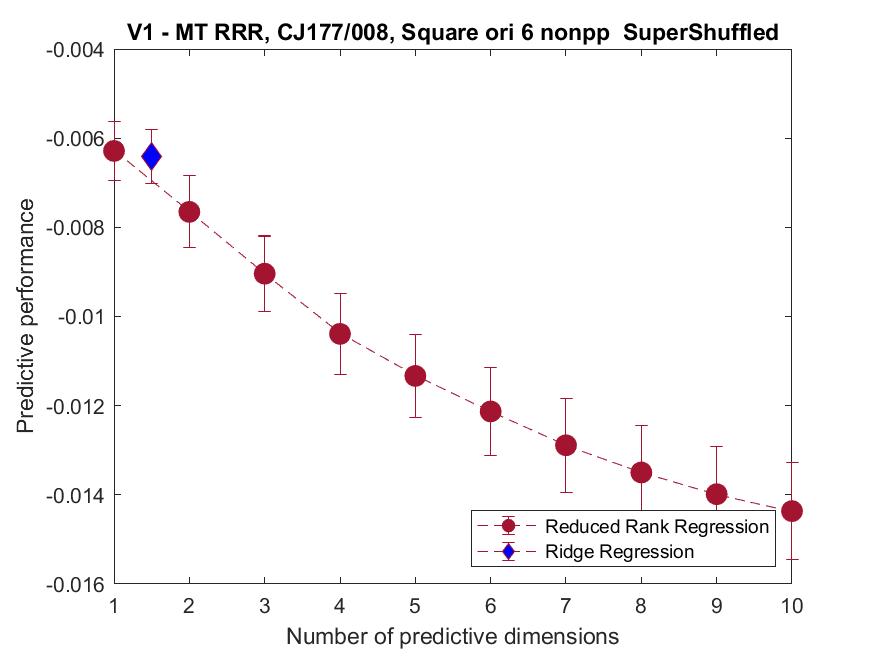 V1 - MT RRR, CJ177/008, Square ori 6 nonpp  SuperShuffled
-0.004
-0.006
-0.008
-0.01
-0.012
-0.014
-0.016
Predictive performance
Reduced Rank Regression
Ridge Regression
1 2 3 4 5 6 7 8 9 10
Number of predictive dimensions